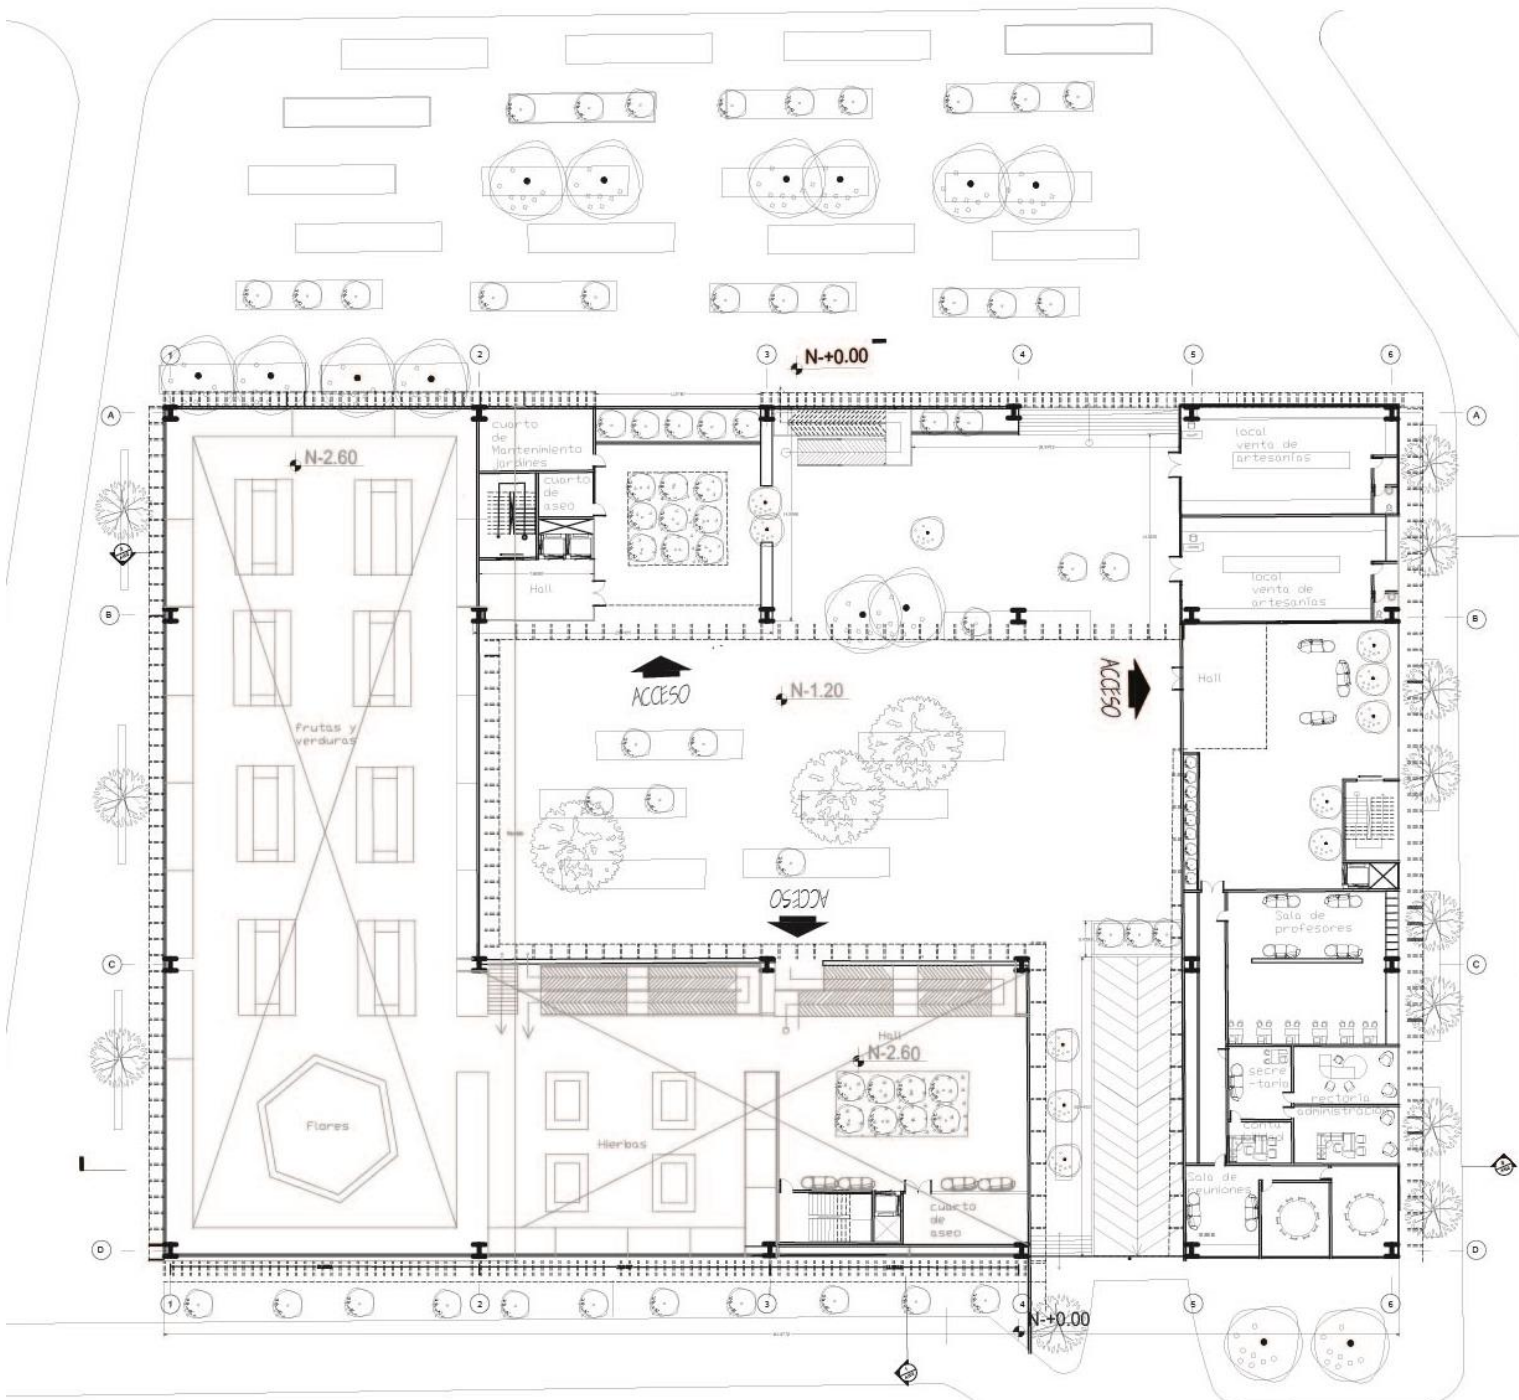 1
2
3
4
5
6
N-+0.00
A
A
cuarto
de
Mantenimienta
jardines
cuarto
de
aseo
Hall
N-2.60
local
venta de
artesanías
local
venta de
artesanías
B
B
ACCESO
N-1.20
ACCESO
Hall
frutas y
verduras
ACCESO
Sala de
profesores
C
C
Hall
N-2.60
secre
-taria
rectoria
administracion
Flores
Hierbas
Sala de
reuniones
cuarto
de
aseo
D
D
1
2
3
4
5
6
N-+0.00